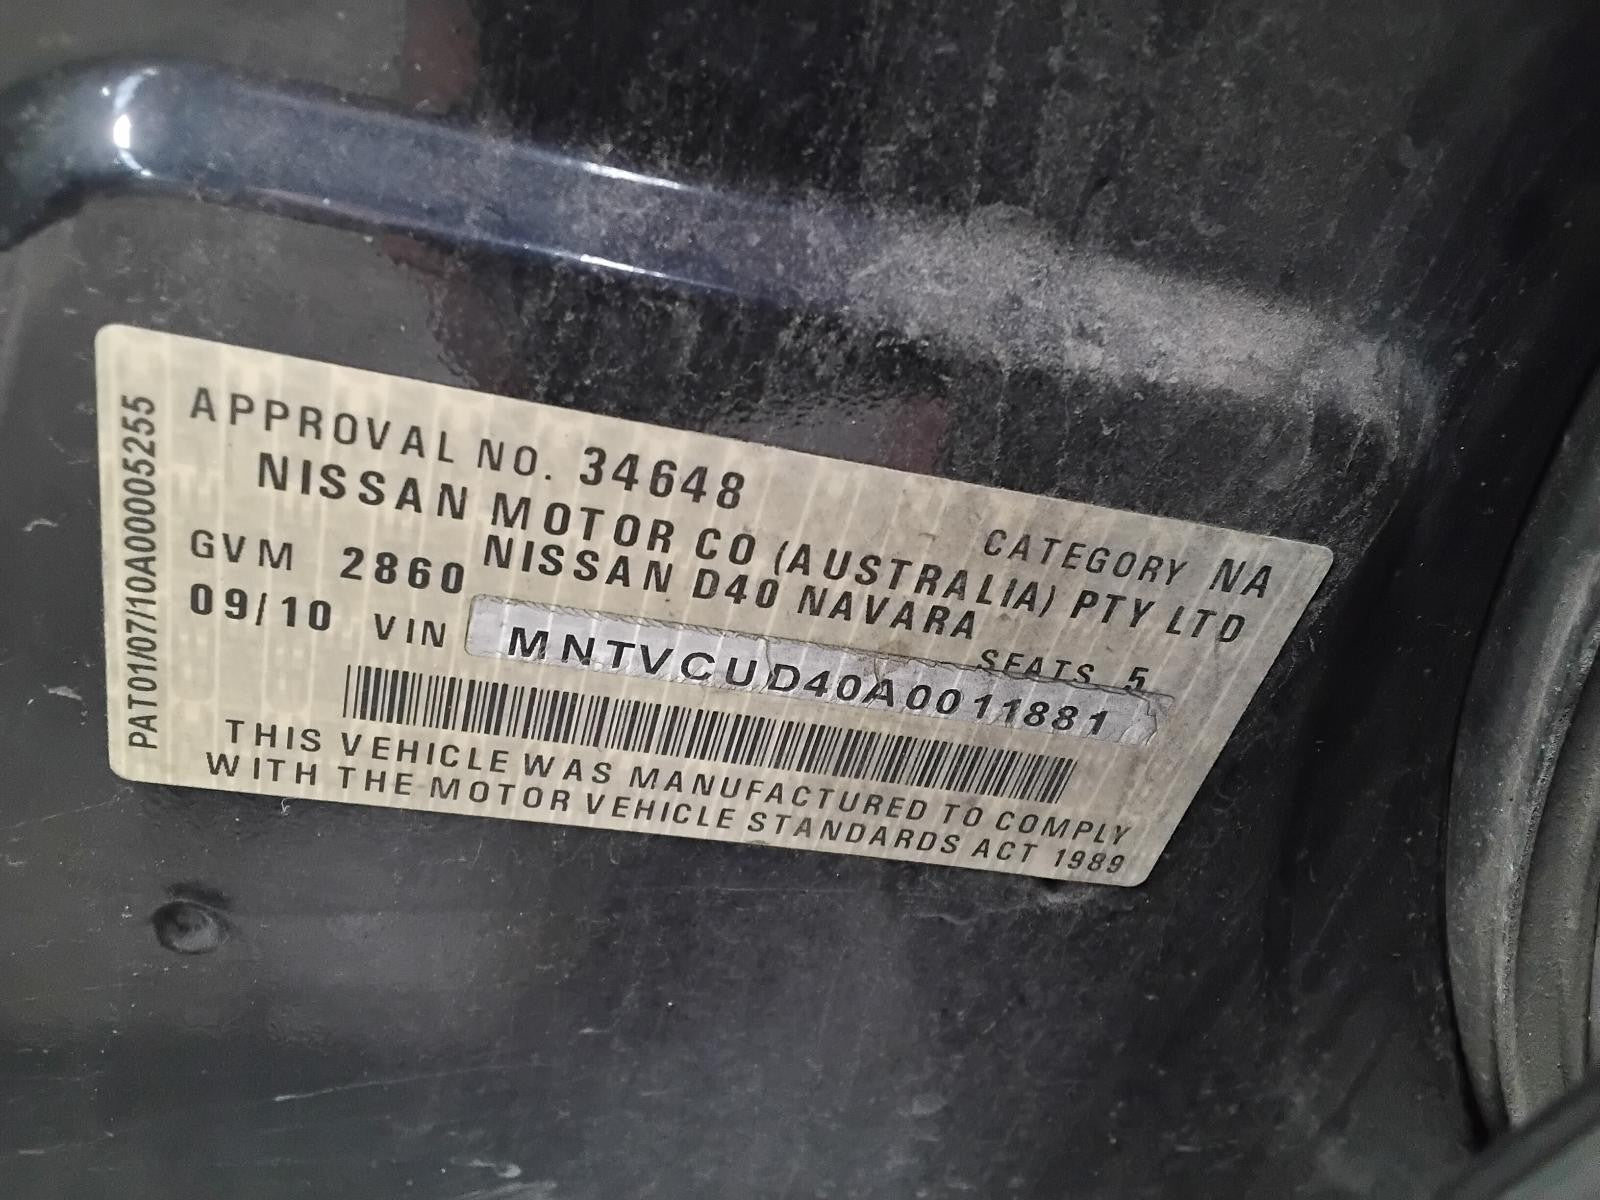 PAT01/07/10A00005255
APPROVAL NO. 34648
CATEGORY NA
NISSAN MOTOR CO (AUSTRALIA) PTY LTD
GVM 2860 NISSAN D40 NAVARA
09/10 VIN MNTVCUD40A0011881 SEATS 5
THIS VEHICLE WAS MANUFACTURED TO COMPLY
WITH THE MOTOR VEHICLE STANDARDS ACT 1989